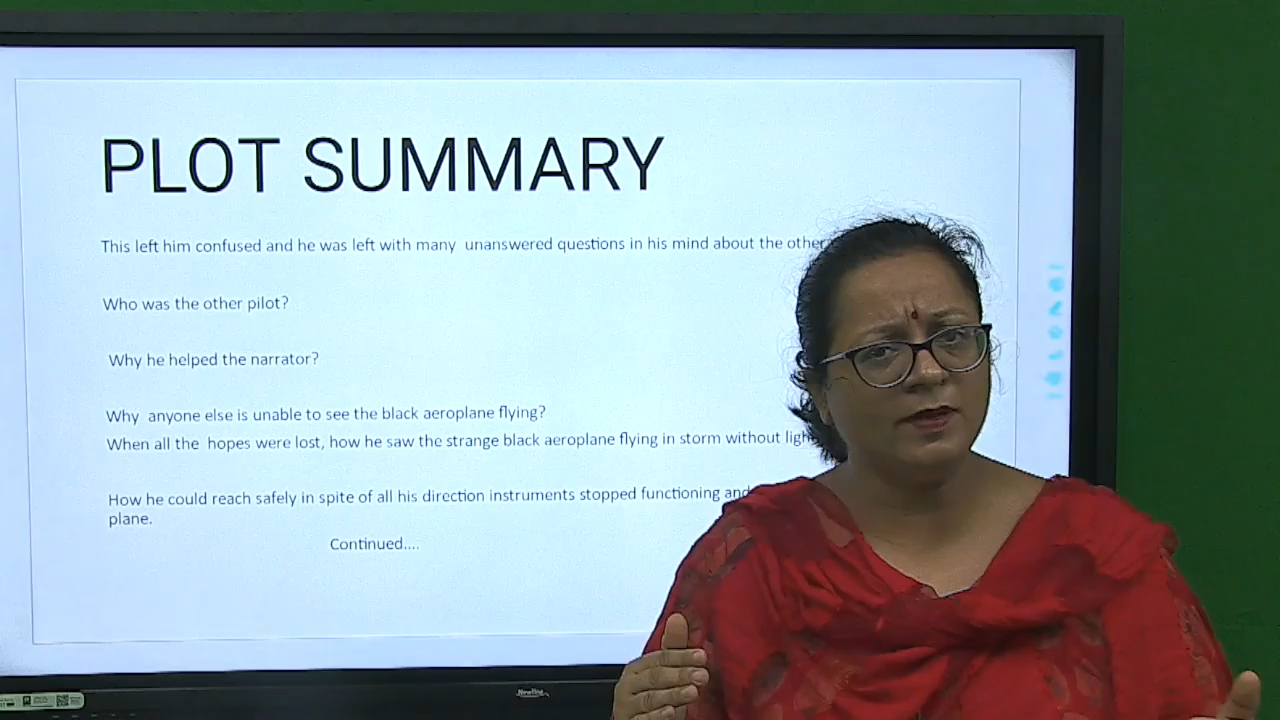 PLOT SUMMARY
This left him confused and he was left with many unanswered questions in his mind about the other
Who was the other pilot?
Why he helped the narrator?
Why anyone else is unable to see the black aeroplane flying?
When all the hopes were lost, how he saw the strange black aeroplane flying in storm without
How he could reach safely in spite of all his direction instruments stopped functioning and
plane.
Continued....
Newline